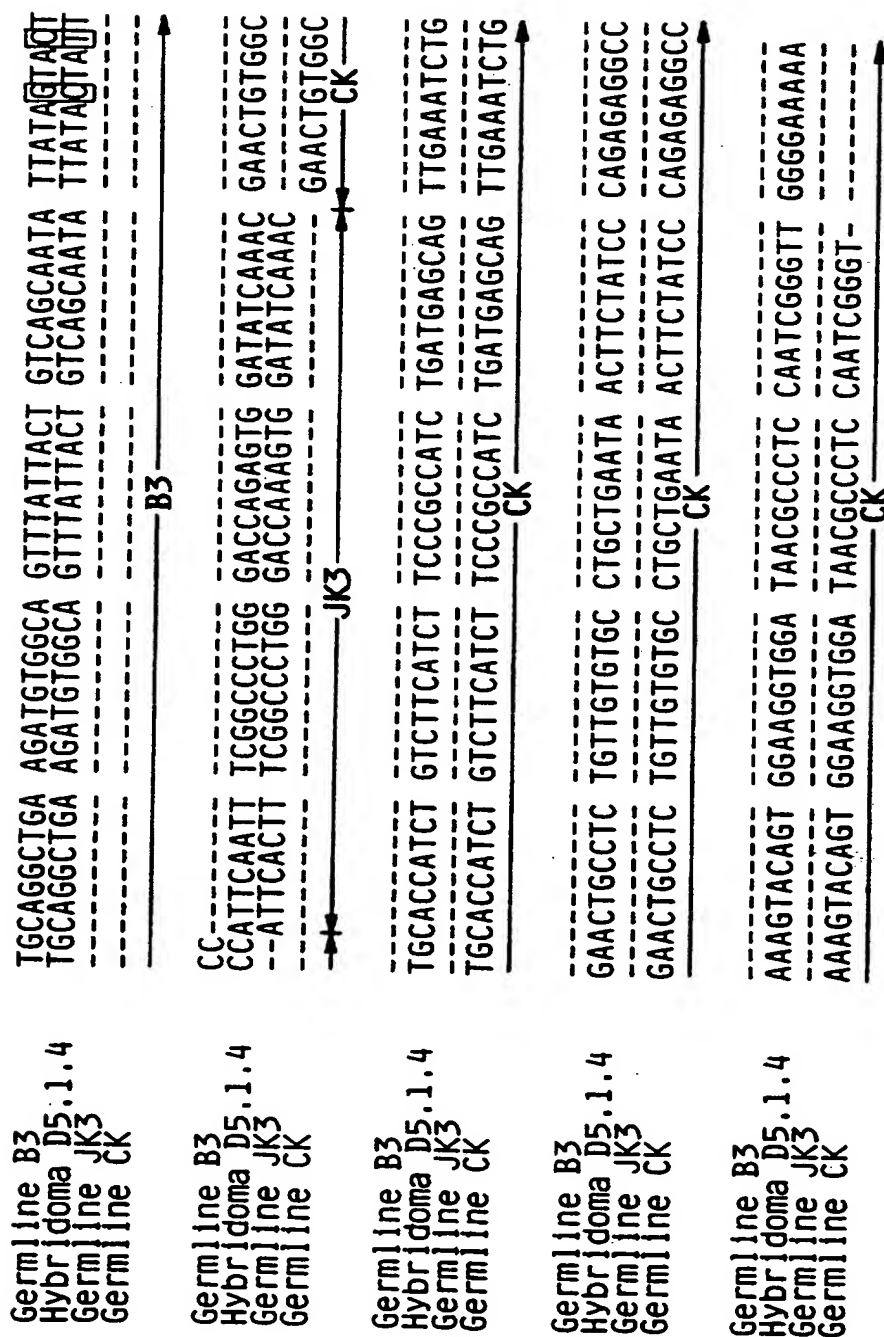 Germline B3 TGCAGGCTGA AGATGTGGCA GTTTATTACT GTCAGCAATA TTATAGTACT
Hybridoma D5.1.4 TGCAGGCTGA AGATGTGGCA GTTTATTACT GTCAGCAATA TTATACTATT
Germline JK3 ---------- ---------- ---------- ---------- ----------
Germline CK ---------- ---------- ---------- ---------- ----------
B3
Germline B3 CC-------- ---------- ---------- ---------- ----------
Hybridoma D5.1.4 CCATTCAATT TCGGCCCTGG GACCAGAGTG GATATCAAAC GAACTGTGGC
Germline JK3 --ATTCACTT TCGGCCCTGG GACCAAAGTG GATATCAAAC ----------
Germline CK ---------- ---------- ---------- ---------- GAACTGTGGC
JK3 CK
Germline B3 ---------- ---------- ---------- ---------- ----------
Hybridoma D5.1.4 TGCACCATCT GTCTTCATCT TCCCGCCATC TGATGAGCAG TTGAAATCTG
Germline JK3 ---------- ---------- ---------- ---------- ----------
Germline CK TGCACCATCT GTCTTCATCT TCCCGCCATC TGATGAGCAG TTGAAATCTG
CK
Germline B3 ---------- ---------- ---------- ---------- ----------
Hybridoma D5.1.4 GAACTGCCTC TGTTGTGTGC CTGCTGAATA ACTTCTATCC CAGAGAGGCC
Germline JK3 ---------- ---------- ---------- ---------- ----------
Germline CK GAACTGCCTC TGTTGTGTGC CTGCTGAATA ACTTCTATCC CAGAGAGGCC
CK
Germline B3 ---------- ---------- ---------- ---------- ---------
Hybridoma D5.1.4 AAAGTACAGT GGAAGGTGGA TAACGCCCTC CAATCGGGTT GGGGAAAAA
Germline JK3 ---------- ---------- ---------- ---------- ---------
Germline CK AAAGTACAGT GGAAGGTGGA TAACGCCCTC CAATCGGGT- ---------
CK